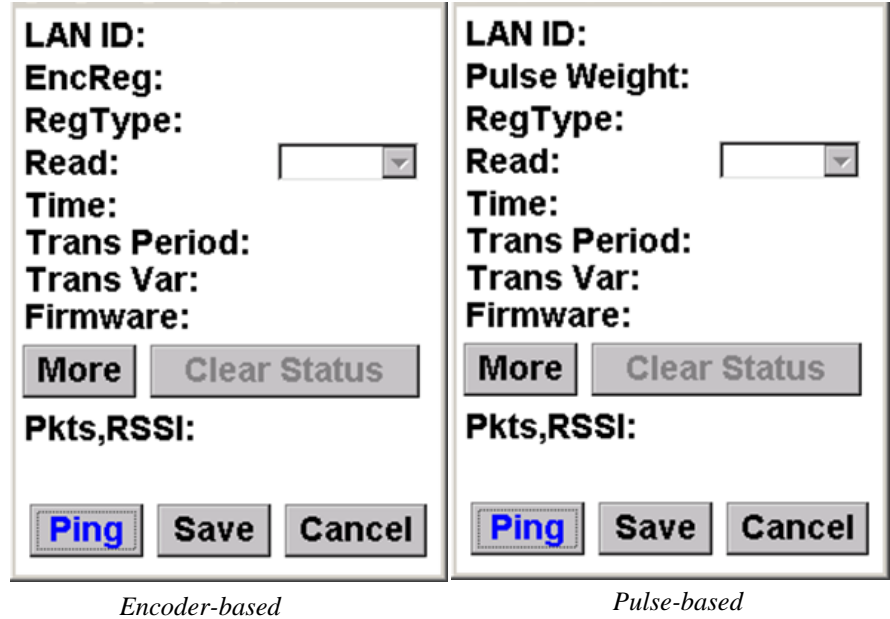 LAN ID:
EncReg:
RegType:
Read:
Time:
Trans Period:
Trans Var:
Firmware:
More Clear Status
Pkts,RSSI:
Ping Save Cancel
Encoder-based
LAN ID:
Pulse Weight:
RegType:
Read:
Time:
Trans Period:
Trans Var:
Firmware:
More Clear Status
Pkts,RSSI:
Ping Save Cancel
Pulse-based